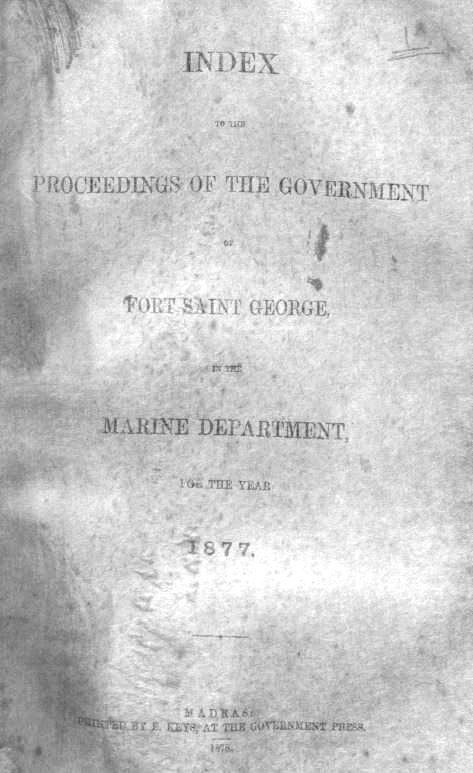 INDEX
TO THE
PROCEEDINGS OF THE GOVERNMENT
OF
FORT SAINT GEORGE,
IN THE
MARINE DEPARTMENT,
FOR THE YEAR
1877.
MADRAS:
PRINTED BY E. KEYS, AT THE GOVERNMENT PRESS.
1878.